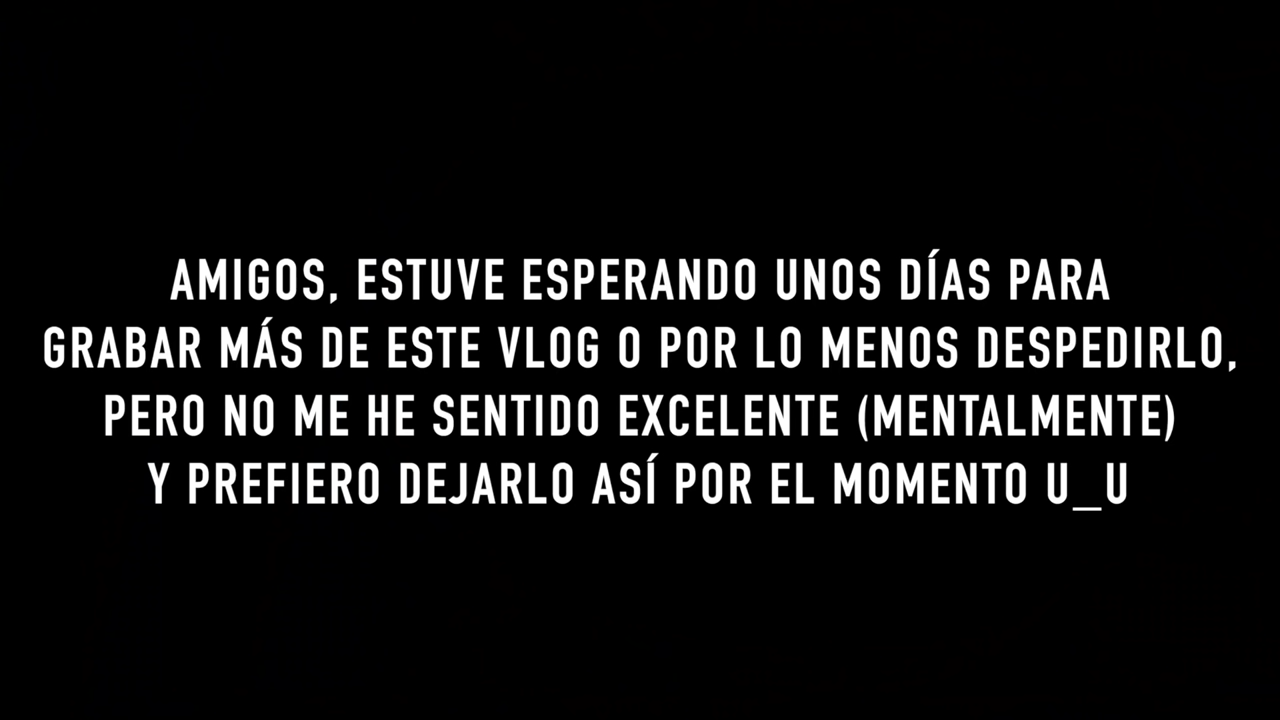 AMIGOS, ESTUVE ESPERANDO UNOS DÍAS PARA
GRABAR MÁS DE ESTE VLOG O POR LO MENOS DESPEDIRLO,
PERO NO ME HE SENTIDO EXCELENTE (MENTALMENTE)
Y PREFIERO DEJARLO ASÍ POR EL MOMENTO U_U